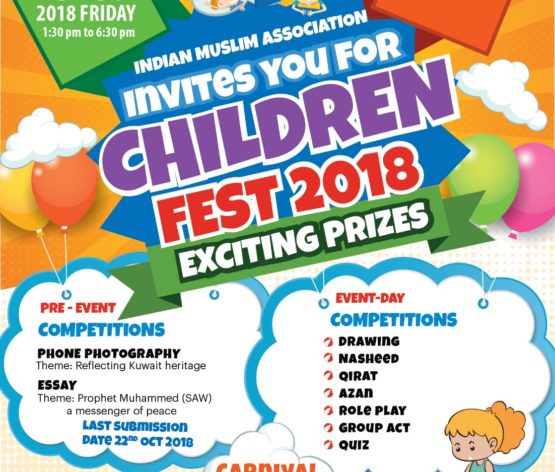 2018 FRIDAY
1:30 pm to 6:30 pm
INDIAN MUSLIM ASSOCIATION
INVITES YOU FOR
CHILDREN
FEST 2018
EXCITING PRIZES
PRE - EVENT
COMPETITIONS
PHONE PHOTOGRAPHY
Theme: Reflecting Kuwait heritage
ESSAY
Theme: Prophet Muhammed (SAW)
a messenger of peace
LAST SUBMISSION
DATE 22ND OCT 2018
EVENT-DAY
COMPETITIONS
DRAWING
NASHEED
QIRAT
AZAN
ROLE PLAY
GROUP ACT
QUIZ
CARNIVAL